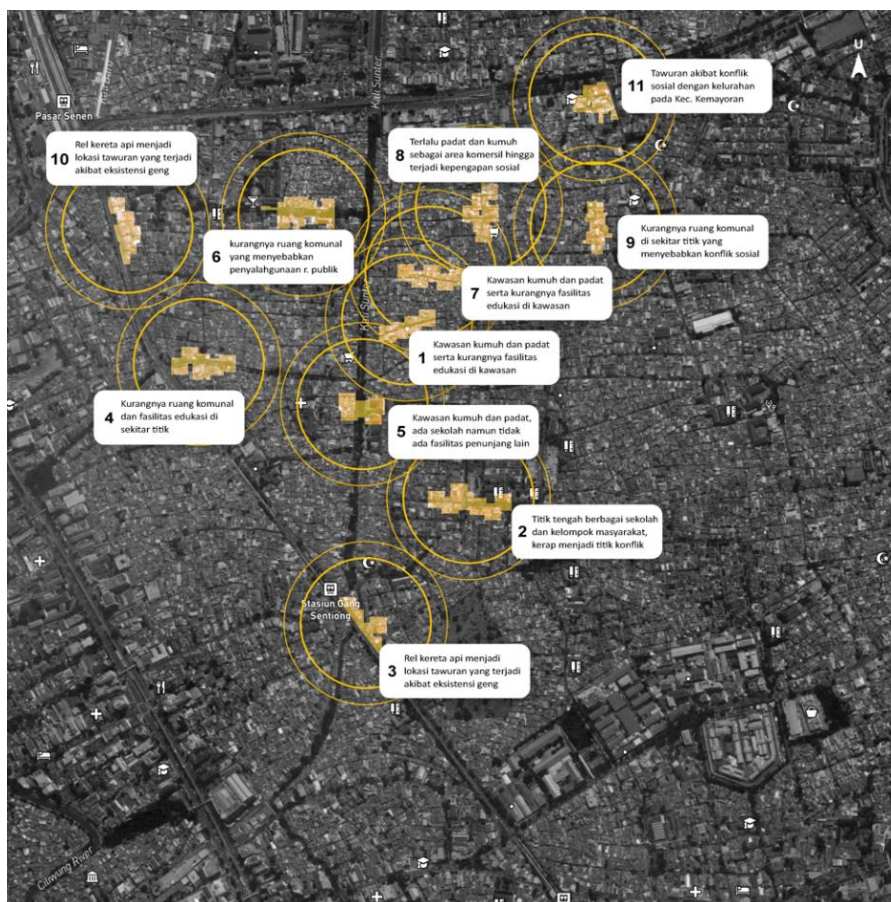 U
Kali Sunter
11
Tawuran akibat konflik
sosial dengan kelurahan
pada Kec. Kemayoran
Pasar Senen
10
Rel kereta api menjadi
lokasi tawuran yang terjadi
akibat eksistensi geng
8
Terlalu padat dan kumuh
sebagai area komersil hingga
terjadi kepengapan sosial
6
kurangnya ruang komunal
yang menyebabkan
penyalahgunaan r. publik
9
Kurangnya ruang komunal
di sekitar titik yang
menyebabkan konflik sosial
7
Kawasan kumuh dan padat
serta kurangnya fasilitas
edukasi di kawasan
Kali Sunter
1
Kawasan kumuh dan padat
serta kurangnya fasilitas
edukasi di kawasan
4
Kurangnya ruang komunal
dan fasilitas edukasi di
sekitar titik
5
Kawasan kumuh dan padat,
ada sekolah namun tidak
ada fasilitas penunjang lain
2
Titik tengah berbagai sekolah
dan kelompok masyarakat,
kerap menjadi titik konflik
Stasiun Gang
Sentiong
3
Rel kereta api menjadi
lokasi tawuran yang terjadi
akibat eksistensi geng
Ciliwung River